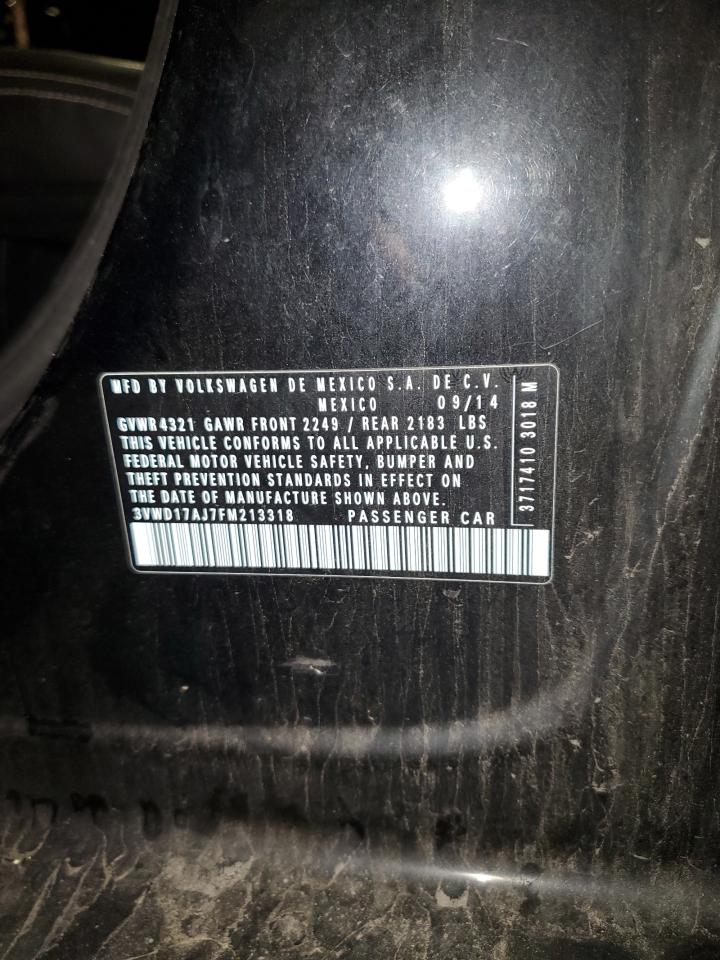 MFD BY VOLKSWAGEN DE MEXICO S.A. DE C.V.
MEXICO 09/14
GVWR 4321 GAWR FRONT 2249 / REAR 2183 LBS
THIS VEHICLE CONFORMS TO ALL APPLICABLE U.S.
FEDERAL MOTOR VEHICLE SAFETY, BUMPER AND
THEFT PREVENTION STANDARDS IN EFFECT ON
THE DATE OF MANUFACTURE SHOWN ABOVE.
3VWD17AJ7FM213318 PASSENGER CAR
3717410 3018 M